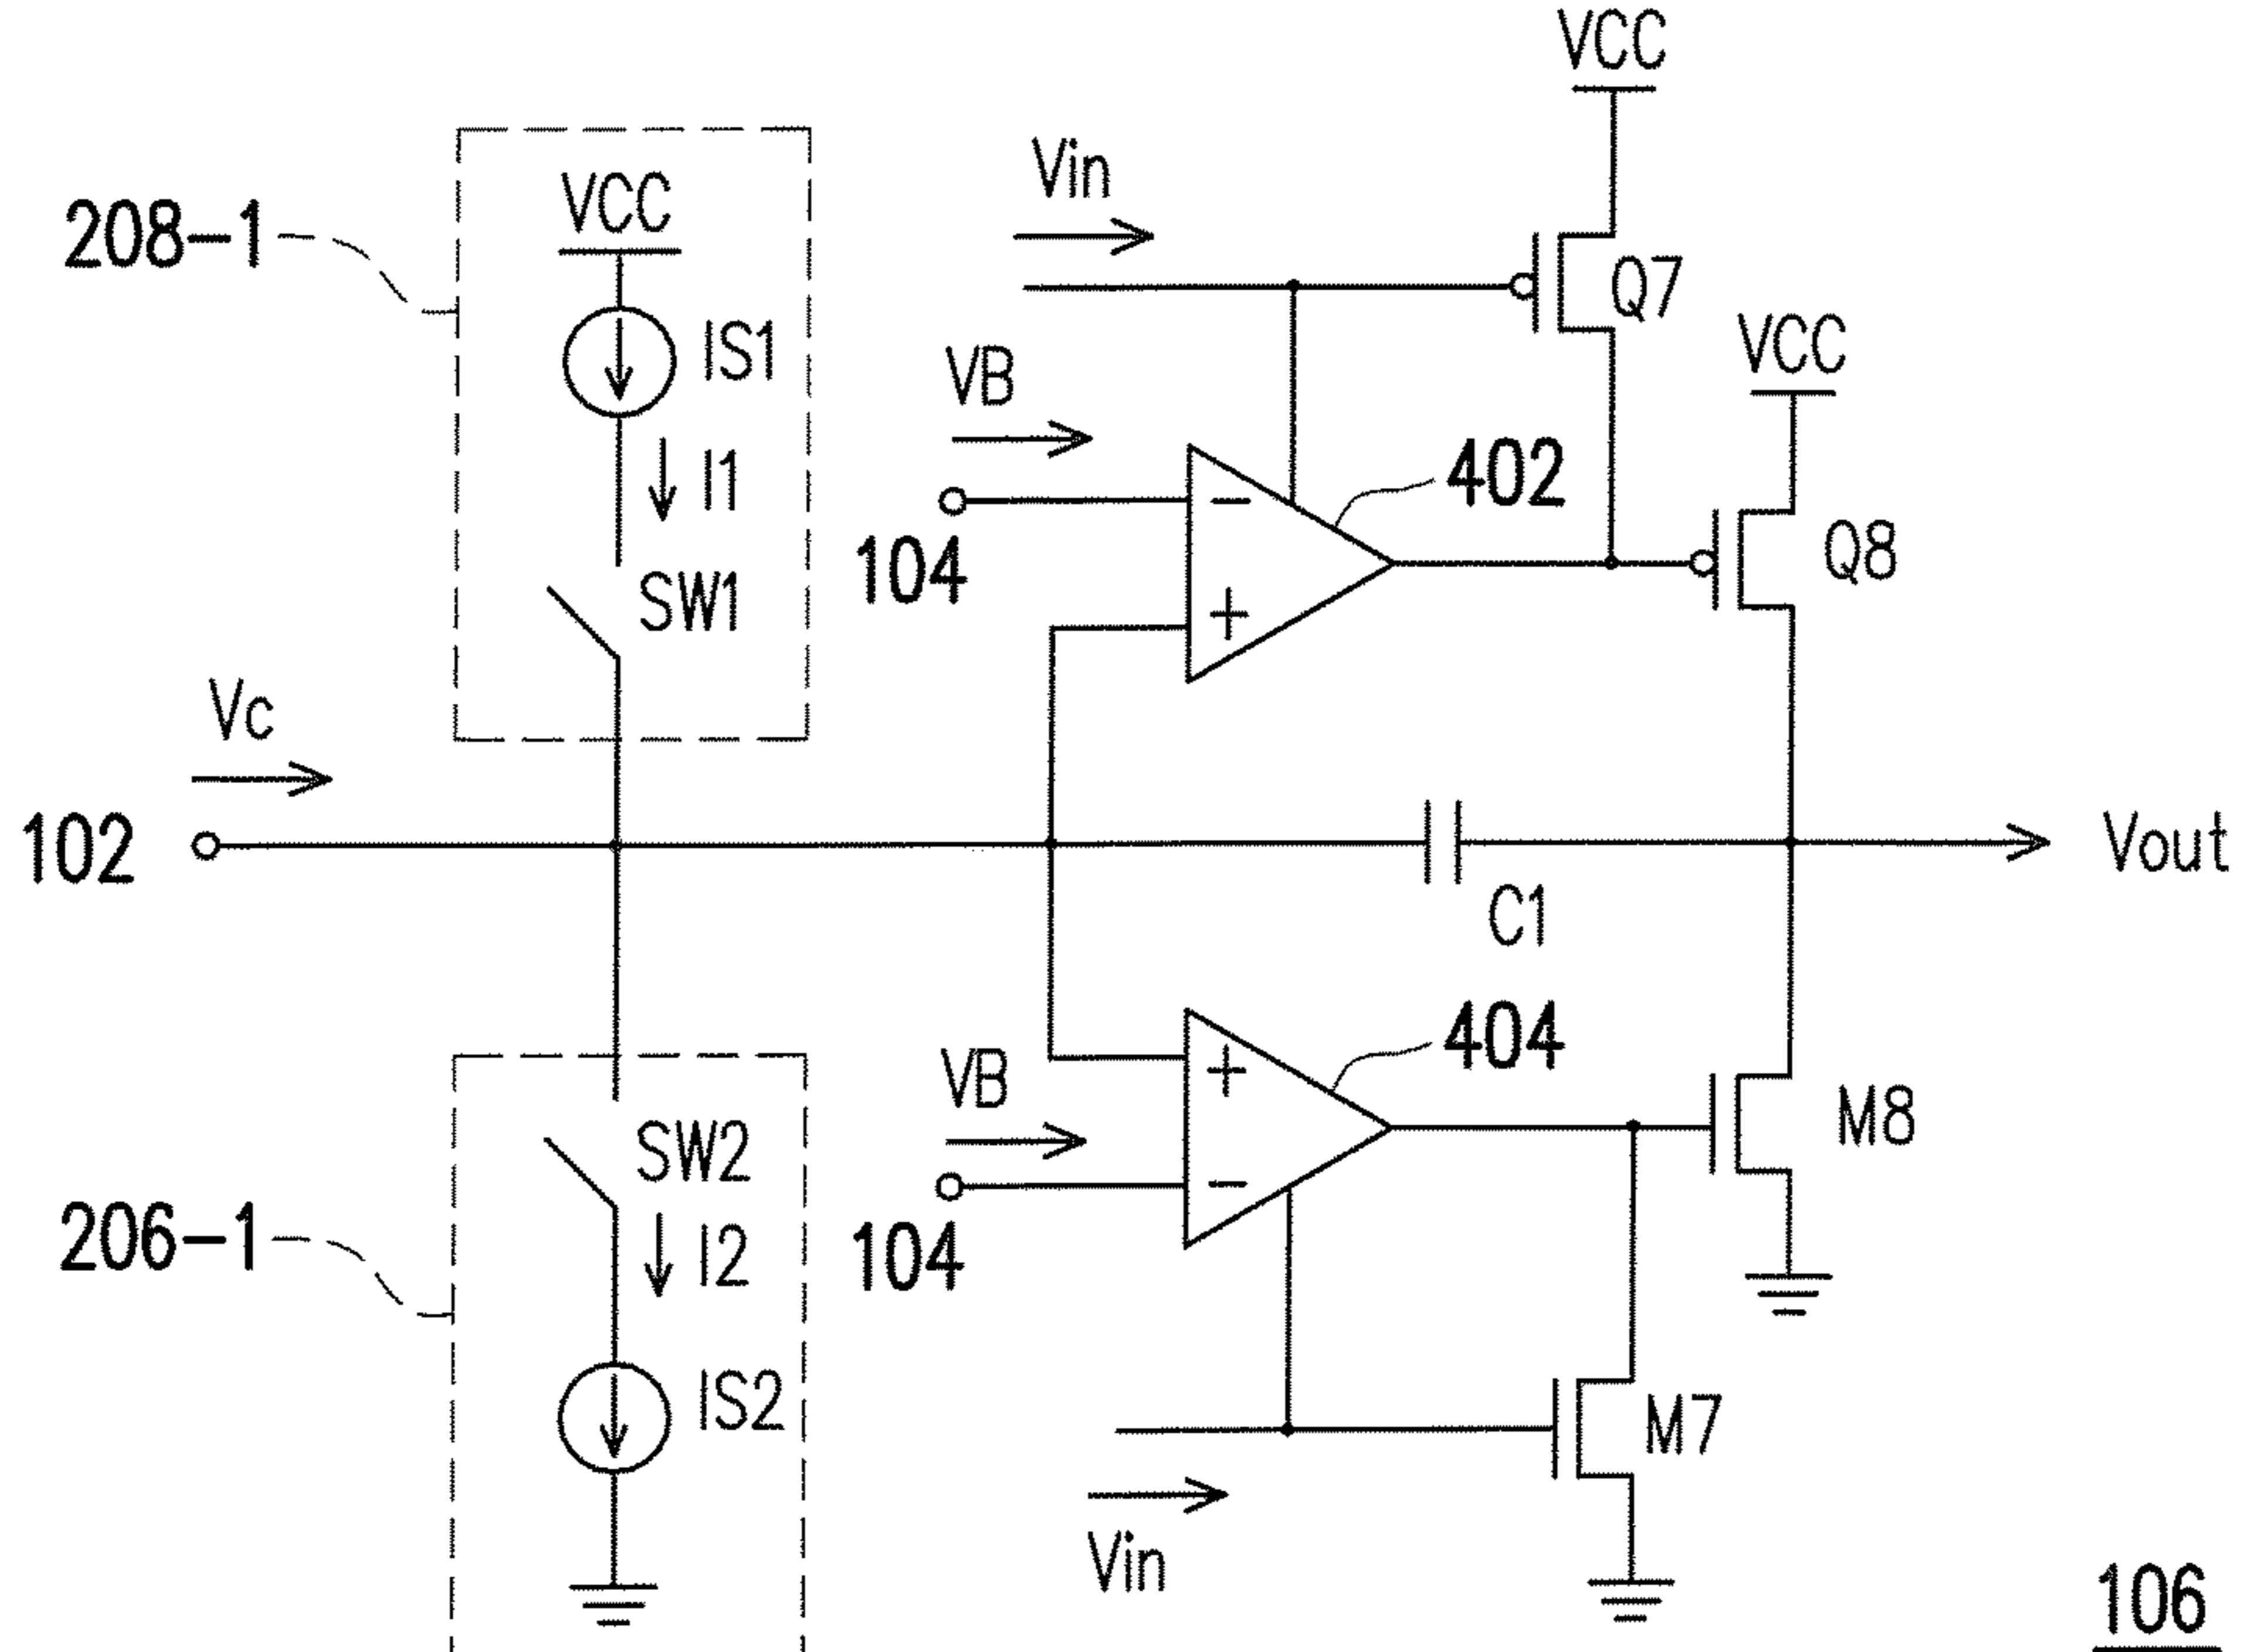 VCC
Vin
VCC
208-1
Q7
IS1
VCC
VB
I1
402
104
−
Q8
SW1
+
Vc
102
Vout
C1
404
VB
+
M8
SW2
−
206-1
104
I2
IS2
M7
Vin
106